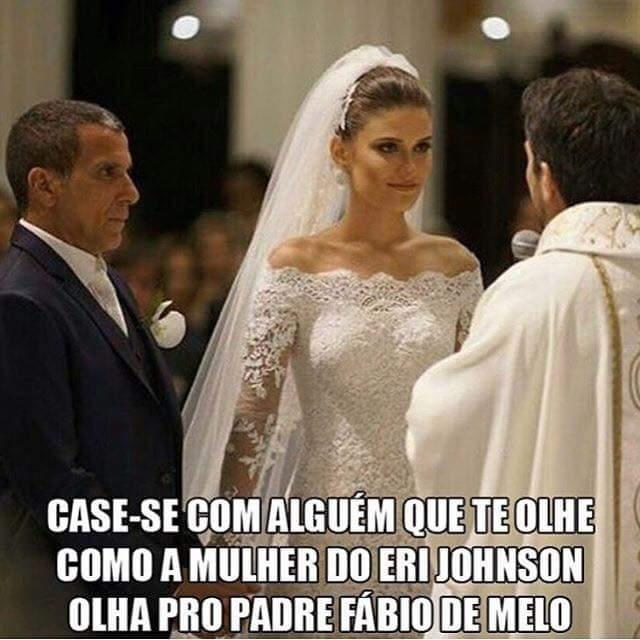 CASE-SE COM ALGUÉM QUE TE OLHE
COMO A MULHER DO ERI JOHNSON
OLHA PRO PADRE FÁBIO DE MELO